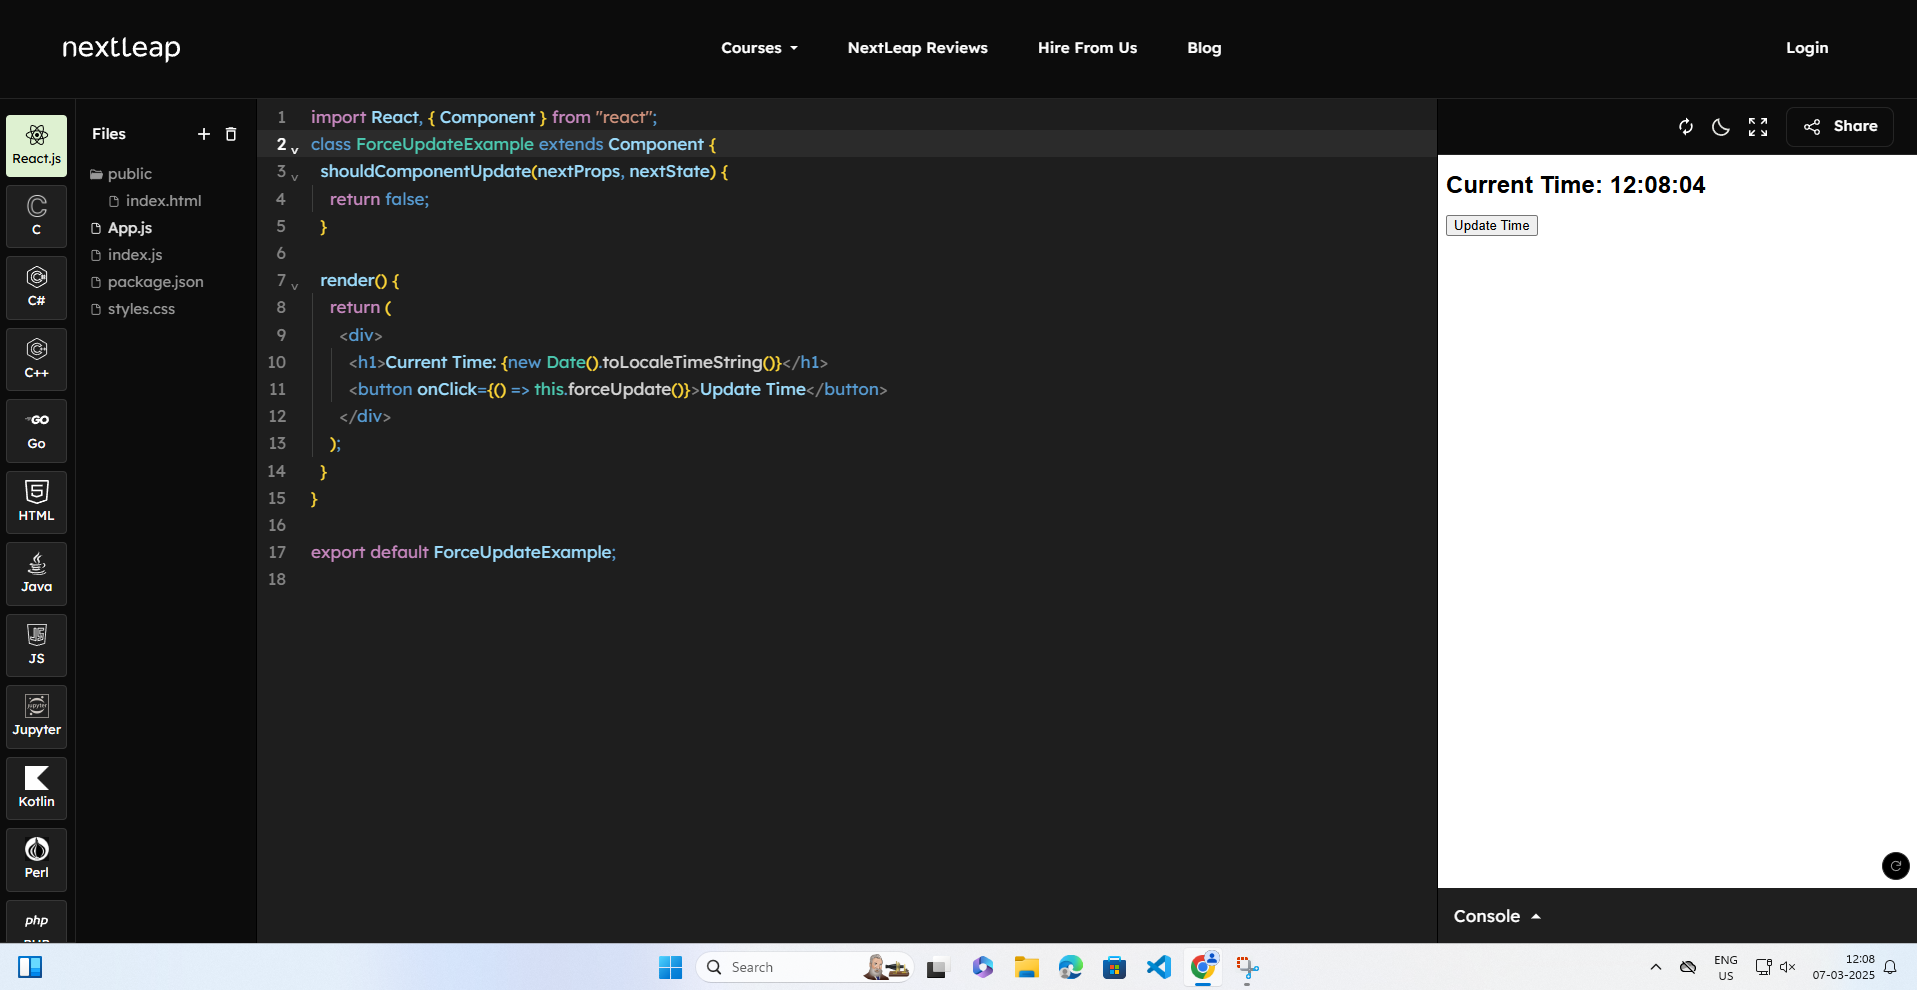 nextleap
Courses
NextLeap Reviews
Hire From Us
Blog
Login
React.js
C
C#
C++
GO
Go
HTML
Java
JS
Jupyter
Kotlin
Perl
php
Files
public
index.html
App.js
index.js
package.json
styles.css
1 import React, { Component } from "react";
2 class ForceUpdateExample extends Component {
3 shouldComponentUpdate(nextProps, nextState) {
4 return false;
5 }
6
7 render() {
8 return (
9 <div>
10 <h1>Current Time: {new Date().toLocaleTimeString()}</h1>
11 <button onClick={() => this.forceUpdate()}>Update Time</button>
12 </div>
13 );
14 }
15 }
16
17 export default ForceUpdateExample;
18
Share
Current Time: 12:08:04
Update Time
Console
Search
ENG
US
12:08
07-03-2025